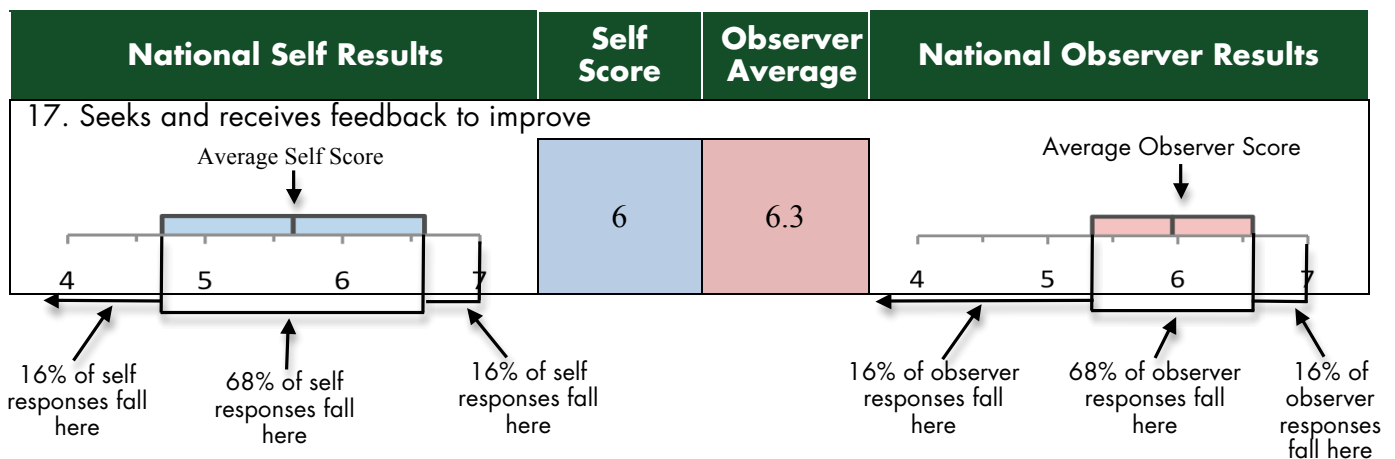 National Self Results
Self
Score
Observer
Average
National Observer Results
17. Seeks and receives feedback to improve
Average Self Score
4 5 6 7
6
6.3
Average Observer Score
4 5 6 7
16% of self
responses fall
here
68% of self
responses fall
here
16% of self
responses fall
here
16% of observer
responses fall
here
68% of observer
responses fall
here
16% of
observer
responses
fall here